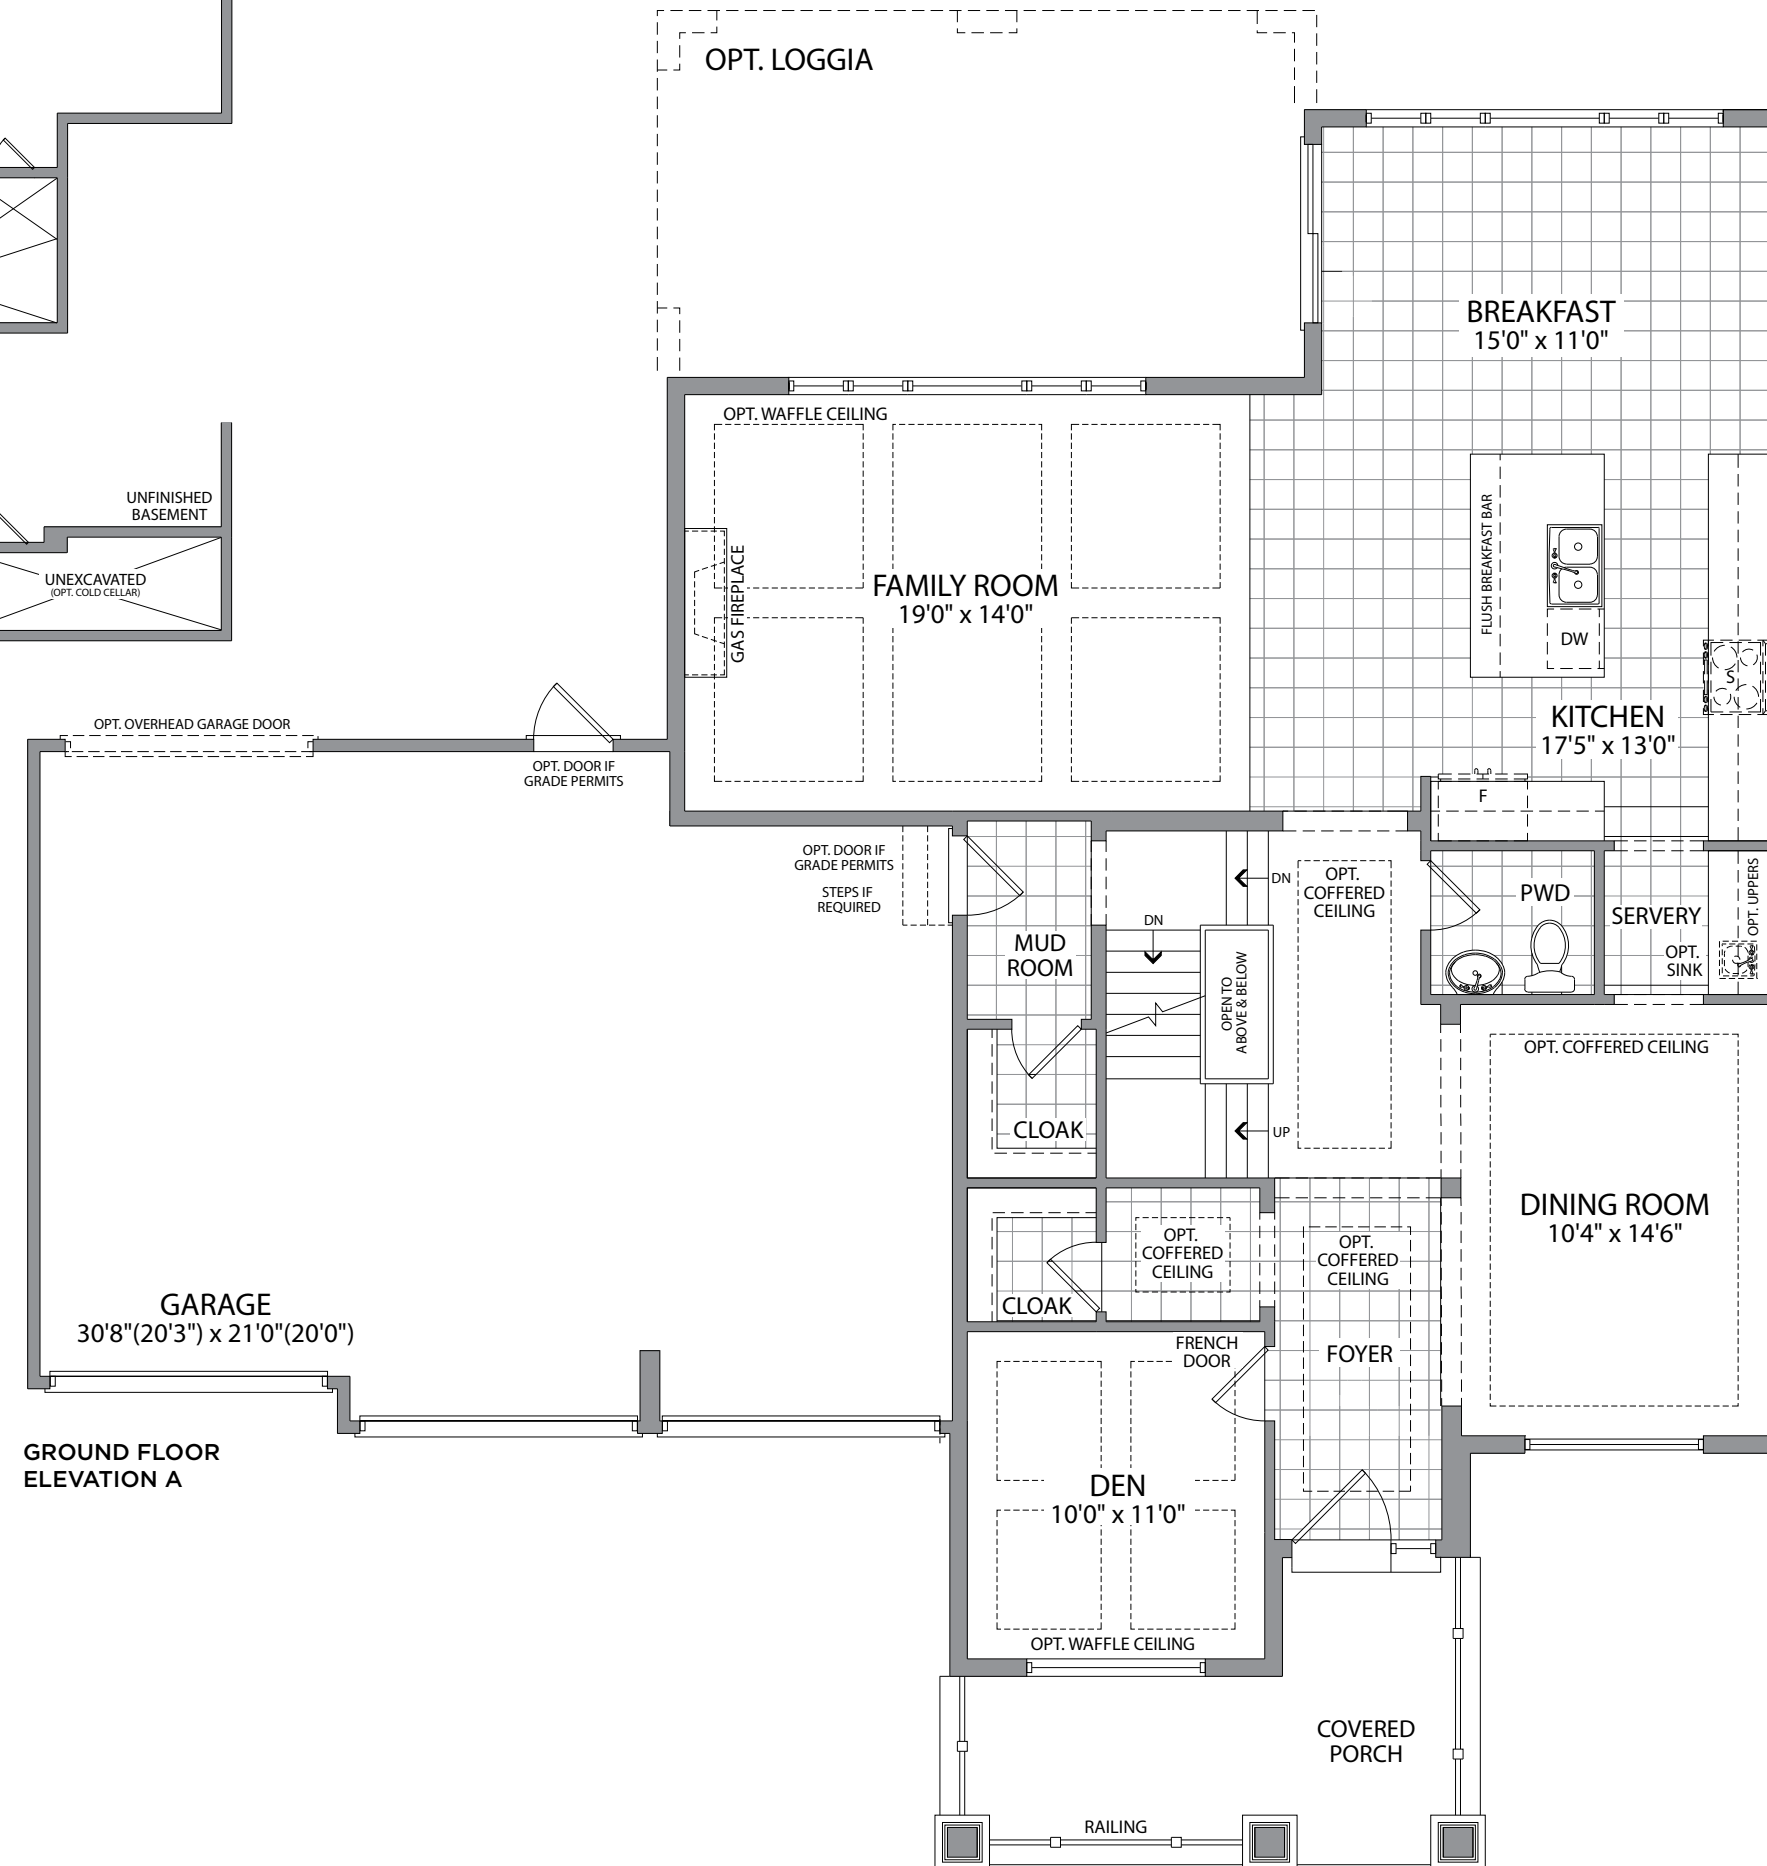 OPT. LOGGIA
BREAKFAST
15'0" x 11'0"
OPT. WAFFLE CEILING
UNFINISHED
BASEMENT
FLUSH BREAKFAST BAR
UNEXCAVATED
(OPT. COLD CELLAR)
GAS FIREPLACE
FAMILY ROOM
19'0" x 14'0"
DW
S
KITCHEN
17'5" x 13'0"
OPT. OVERHEAD GARAGE DOOR
OPT. DOOR IF
GRADE PERMITS
F
OPT. DOOR IF
GRADE PERMITS
STEPS IF
REQUIRED
DN
OPT.
COFFERED
CEILING
PWD
SERVERY
OPT. UPPERS
OPT.
SINK
MUD
ROOM
DN
OPEN TO
ABOVE & BELOW
OPT. COFFERED CEILING
CLOAK
UP
DINING ROOM
10'4" x 14'6"
OPT.
COFFERED
CEILING
OPT.
COFFERED
CEILING
CLOAK
GARAGE
30'8"(20'3") x 21'0"(20'0")
FRENCH
DOOR
FOYER
GROUND FLOOR
ELEVATION A
DEN
10'0" x 11'0"
OPT. WAFFLE CEILING
COVERED
PORCH
RAILING